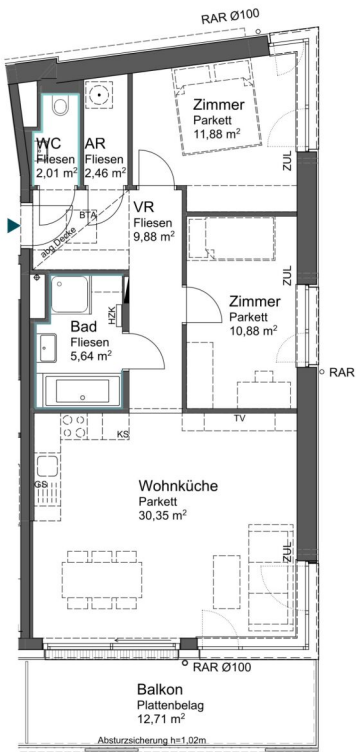 RAR Ø100
Zimmer
Parkett
11,88 m²
ZUL
WC
Fliesen
2,01 m²
AR
Fliesen
2,46 m²
VR
Fliesen
9,88 m²
BTA
abg Decke
Zimmer
Parkett
10,88 m²
ZUL
Bad
Fliesen
5,64 m²
HZK
RAR
TV
KS
GS
Wohnküche
Parkett
30,35 m²
ZUL
RAR Ø100
Balkon
Plattenbelag
12,71 m²
Absturzsicherung h=1,02m